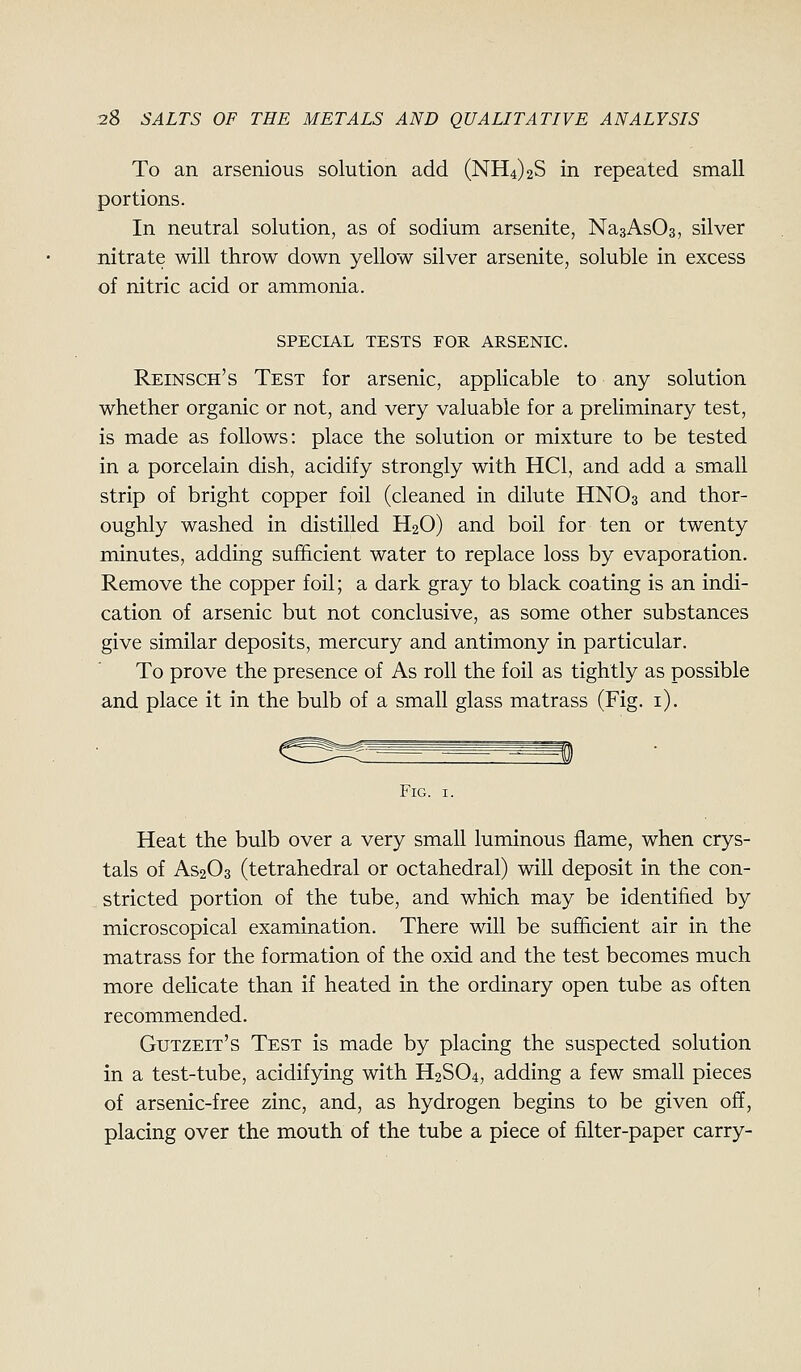 28 SALTS OF THE METALS AND QUALITATIVE ANALYSIS
To an arsenious solution add (NH₄)₂S in repeated small
portions.
In neutral solution, as of sodium arsenite, Na₃AsO₃, silver
nitrate will throw down yellow silver arsenite, soluble in excess
of nitric acid or ammonia.
SPECIAL TESTS FOR ARSENIC.
Reinsch's Test for arsenic, applicable to any solution
whether organic or not, and very valuable for a preliminary test,
is made as follows: place the solution or mixture to be tested
in a porcelain dish, acidify strongly with HCl, and add a small
strip of bright copper foil (cleaned in dilute HNO₃ and thor-
oughly washed in distilled H₂O) and boil for ten or twenty
minutes, adding sufficient water to replace loss by evaporation.
Remove the copper foil; a dark gray to black coating is an indi-
cation of arsenic but not conclusive, as some other substances
give similar deposits, mercury and antimony in particular.
To prove the presence of As roll the foil as tightly as possible
and place it in the bulb of a small glass matrass (Fig. 1).
Fig. 1.
Heat the bulb over a very small luminous flame, when crys-
tals of As₂O₃ (tetrahedral or octahedral) will deposit in the con-
stricted portion of the tube, and which may be identified by
microscopical examination. There will be sufficient air in the
matrass for the formation of the oxid and the test becomes much
more delicate than if heated in the ordinary open tube as often
recommended.
Gutzeit's Test is made by placing the suspected solution
in a test-tube, acidifying with H₂SO₄, adding a few small pieces
of arsenic-free zinc, and, as hydrogen begins to be given off,
placing over the mouth of the tube a piece of filter-paper carry-